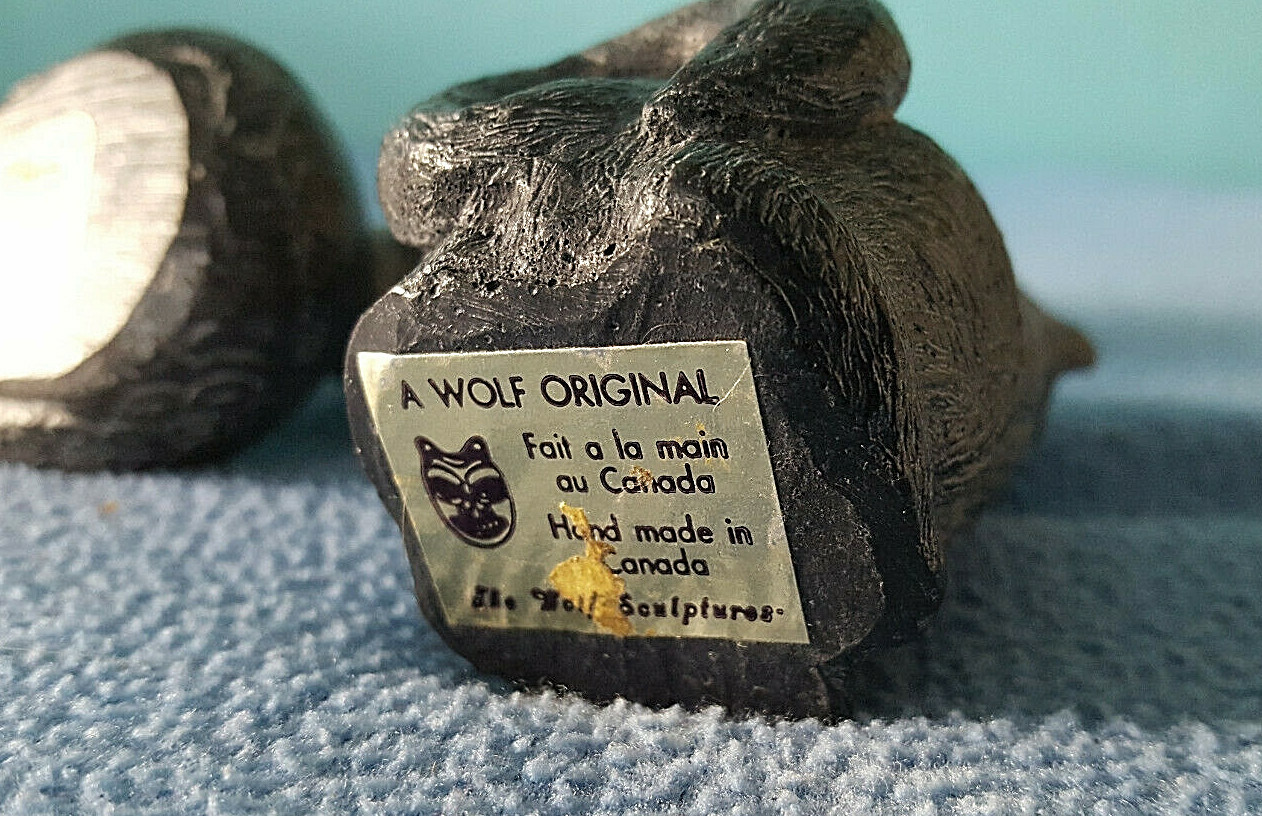 A WOLF ORIGINAL
Fait a la main
au Canada
Hand made in
Canada
The Wolf Sculptures